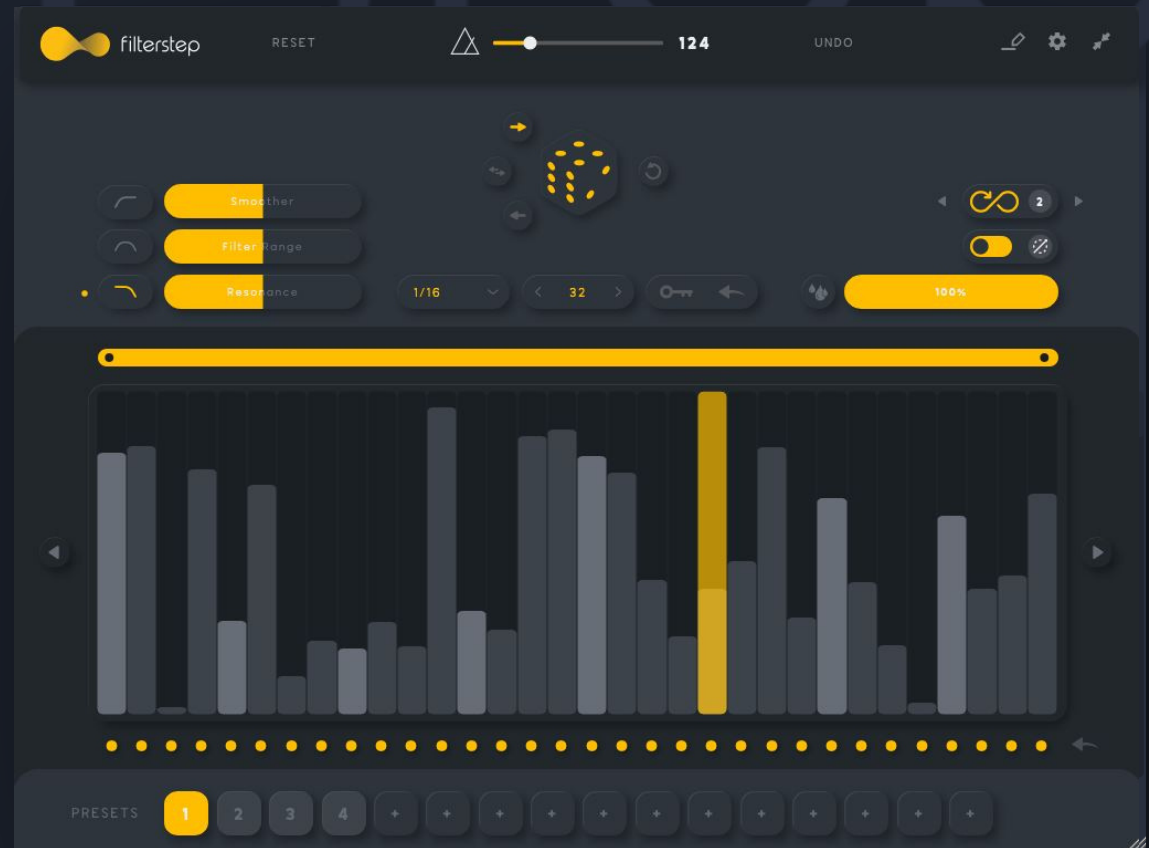 filterstep RESET 124 UNDO
Smoother 2
Filter Range
Resonance 1/16 < 32 > 100%
PRESETS 1 2 3 4 + + + + + + + + + + + +